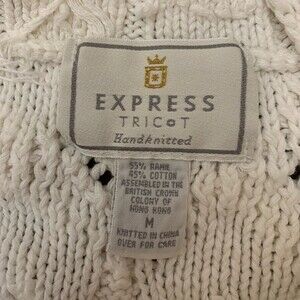 EXPRESS
TRICOT
Handknitted
55% RAMIE
45% COTTON
ASSEMBLED IN THE
BRITISH CROWN
COLONY OF
HONG KONG
M
KNITTED IN CHINA
OVER FOR CARE